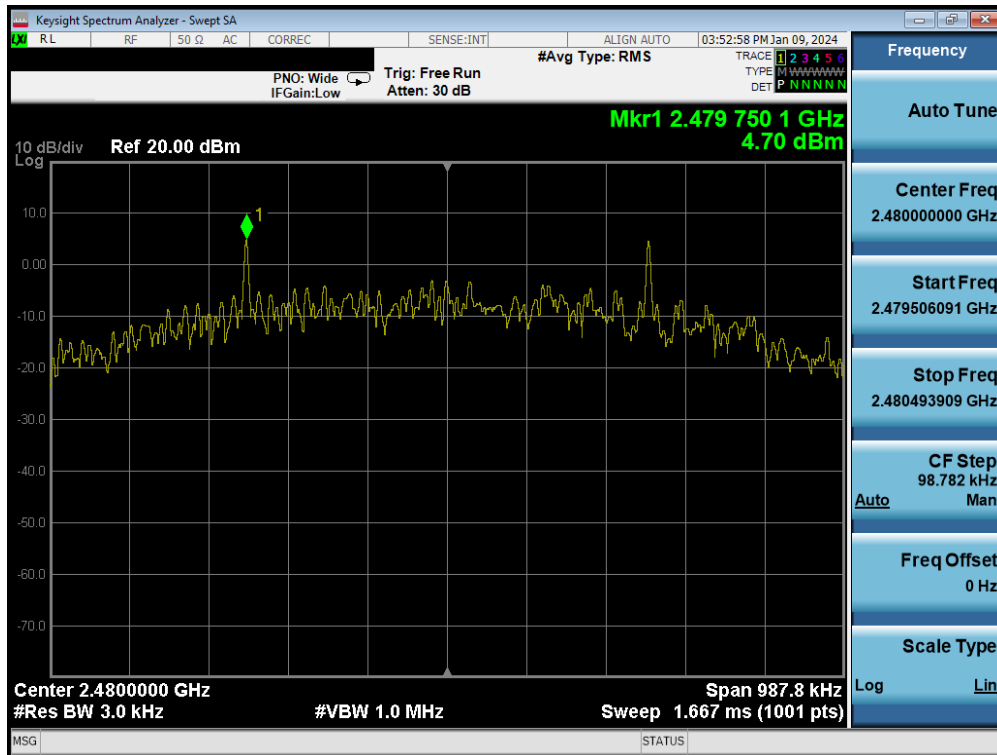 Keysight Spectrum Analyzer - Swept SA
LXI RL RF 50 Ω AC CORREC SENSE:INT ALIGN AUTO 03:52:58 PM Jan 09, 2024
PNO: Wide Trig: Free Run #Avg Type: RMS TRACE 1 2 3 4 5 6
IFGain:Low Atten: 30 dB TYPE M WWWWW
DET P N N N N N
Mkr1 2.479 750 1 GHz
4.70 dBm
10 dB/div Ref 20.00 dBm
Log
1
10.0
0.00
-10.0
-20.0
-30.0
-40.0
-50.0
-60.0
-70.0
Center 2.4800000 GHz Span 987.8 kHz
#Res BW 3.0 kHz #VBW 1.0 MHz Sweep 1.667 ms (1001 pts)
MSG STATUS
Frequency
Auto Tune
Center Freq
2.480000000 GHz
Start Freq
2.479506091 GHz
Stop Freq
2.480493909 GHz
CF Step
98.782 kHz
Auto Man
Freq Offset
0 Hz
Scale Type
Log Lin